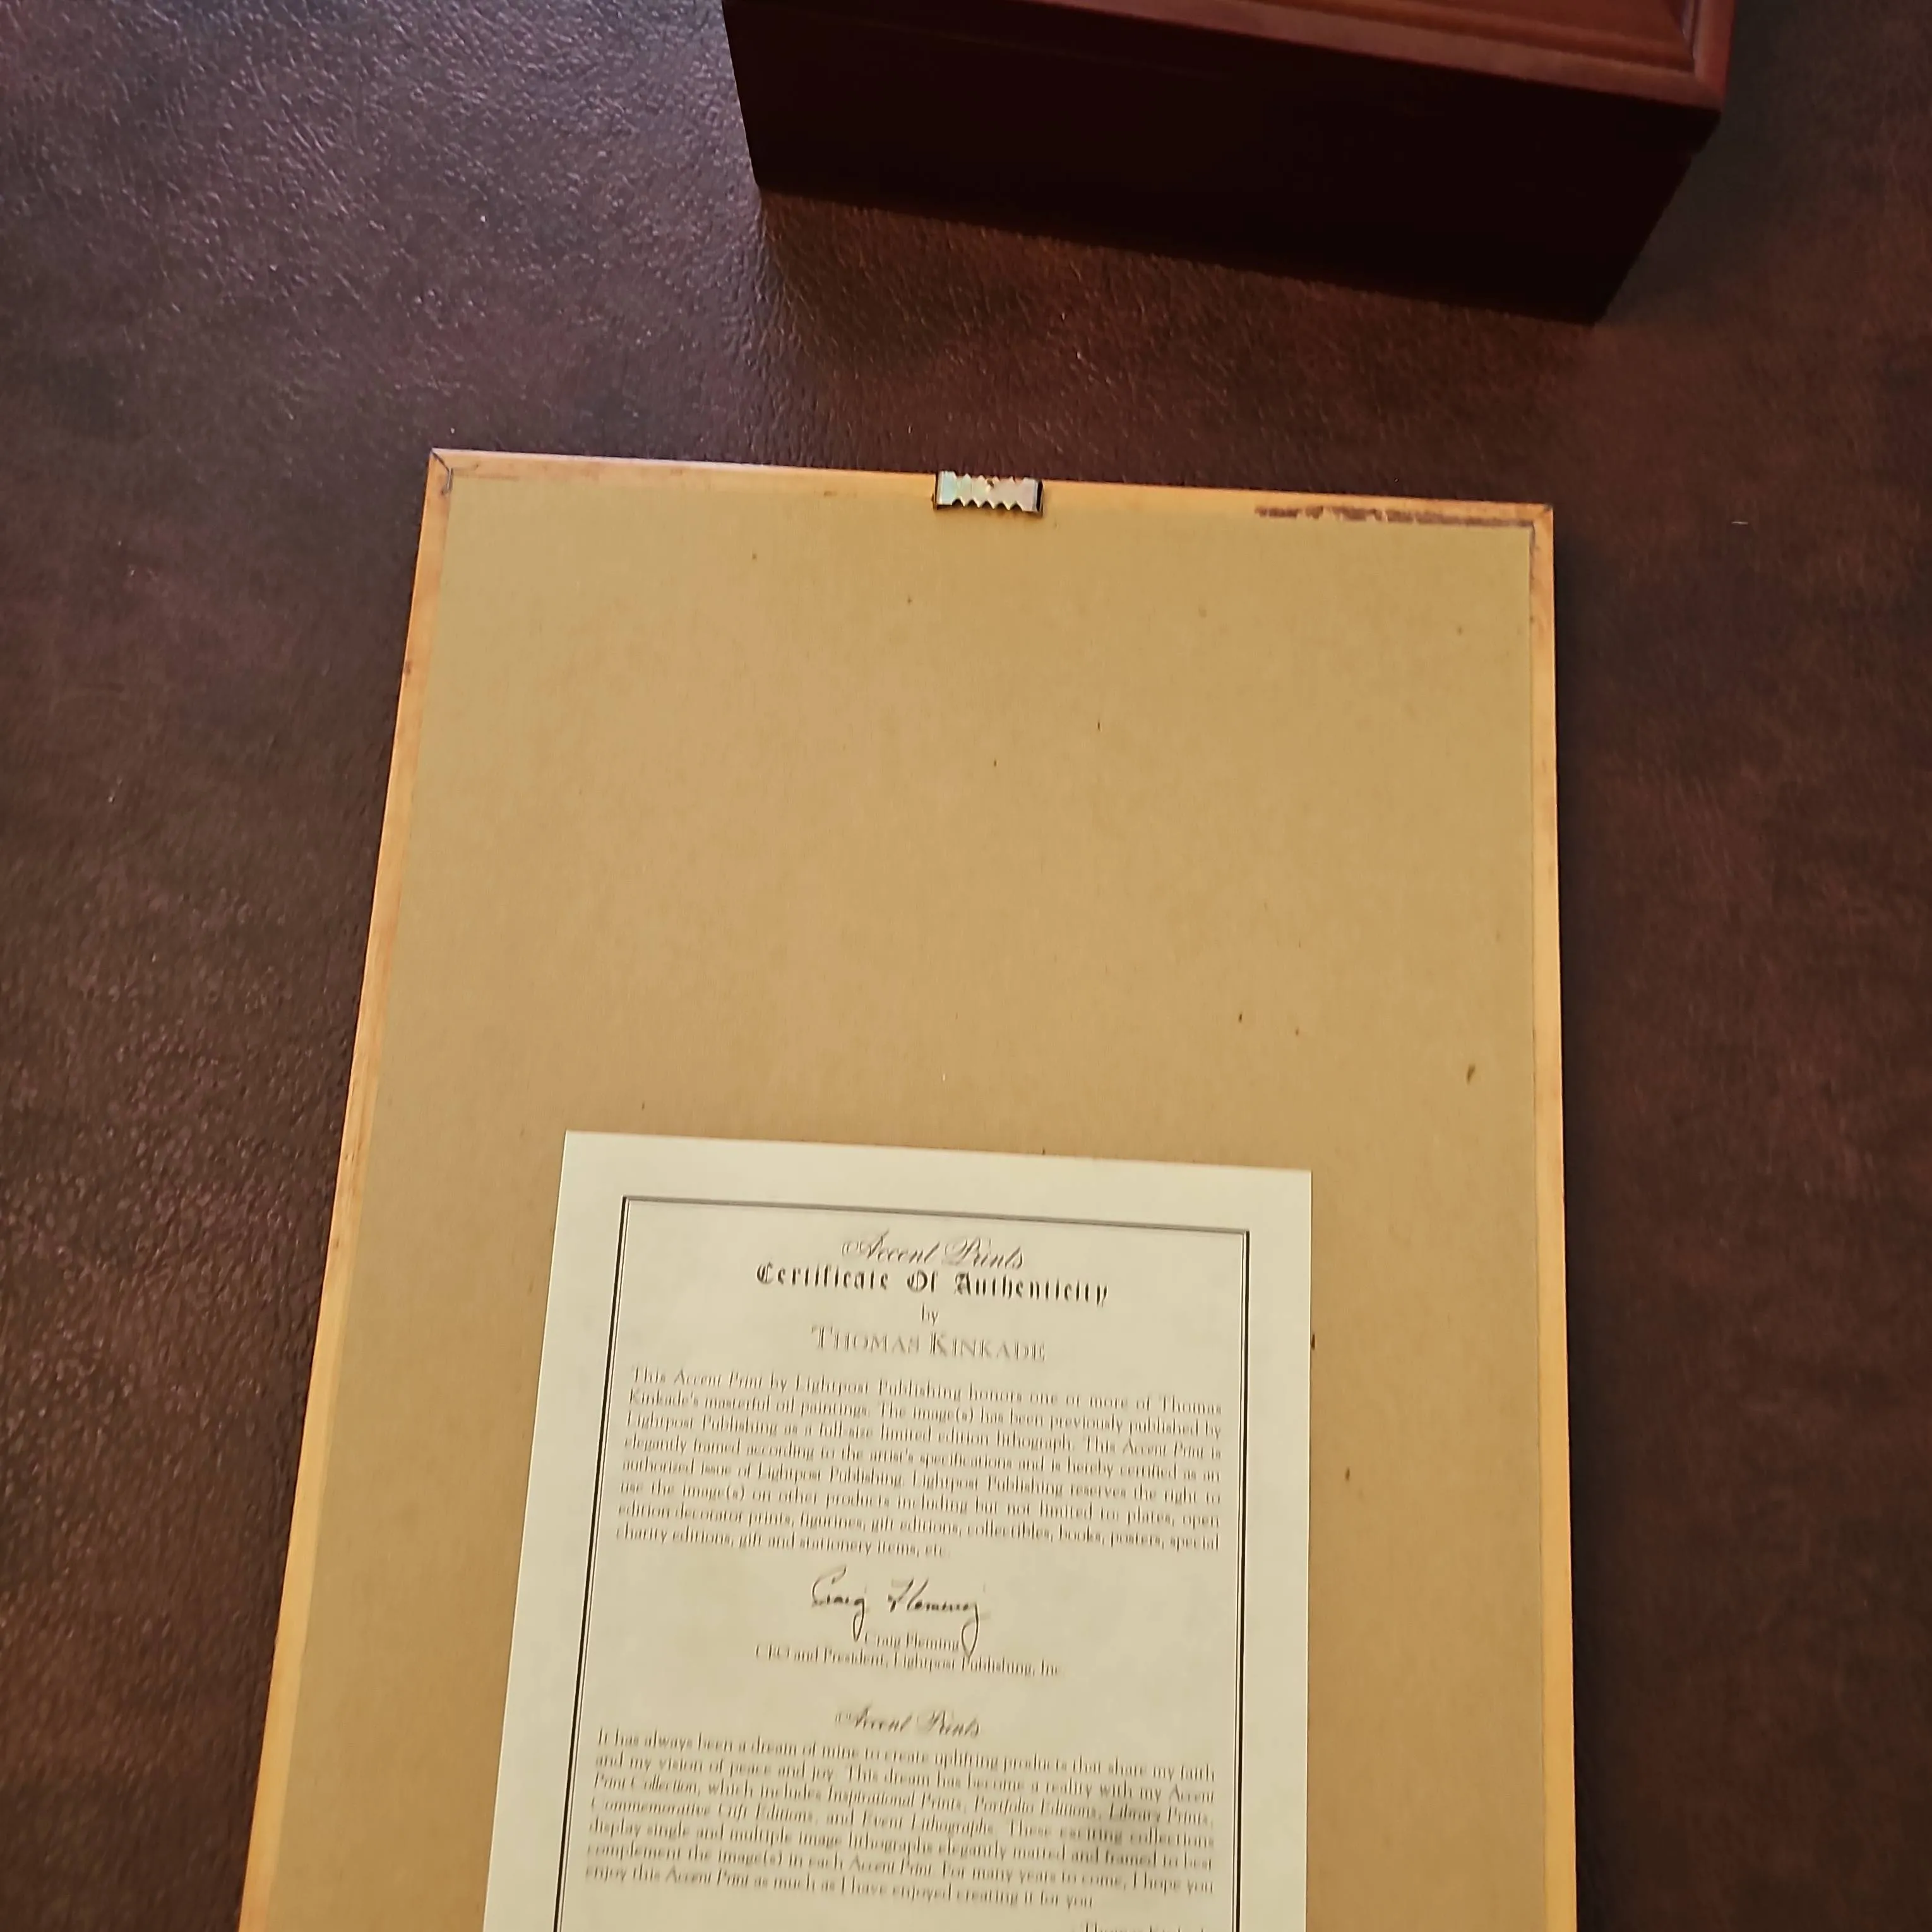 Accent Prints
Certificate Of Authenticity
by
THOMAS KINKADE
This Accent Print by Lightpost Publishing honors one or more of Thomas
Kinkade's masterful oil paintings. The image(s) has been previously published by
Lightpost Publishing as a full-size limited edition lithograph. This Accent Print is
elegantly framed according to the artist's specifications and is hereby certified as an
authorized issue of Lightpost Publishing. Lightpost Publishing reserves the right to
use the image(s) on other products including but not limited to: plates, open
edition decorator prints, figurines, gift editions, collectibles, books, posters, special
charity editions, gift and stationery items, etc.
Craig Fleming
Craig Fleming
CEO and President, Lightpost Publishing, Inc.
Accent Prints
It has always been a dream of mine to create uplifting products that share my faith
and my vision of peace and joy. This dream has become a reality with my Accent
Print Collection, which includes Inspirational Prints, Portfolio Editions, Library Prints,
Commemorative Gift Editions, and Event Lithographs. These exciting collections
display single and multiple image lithographs elegantly matted and framed to best
complement the image(s) in each Accent Print. For many years to come, I hope you
enjoy this Accent Print as much as I have enjoyed creating it for you.